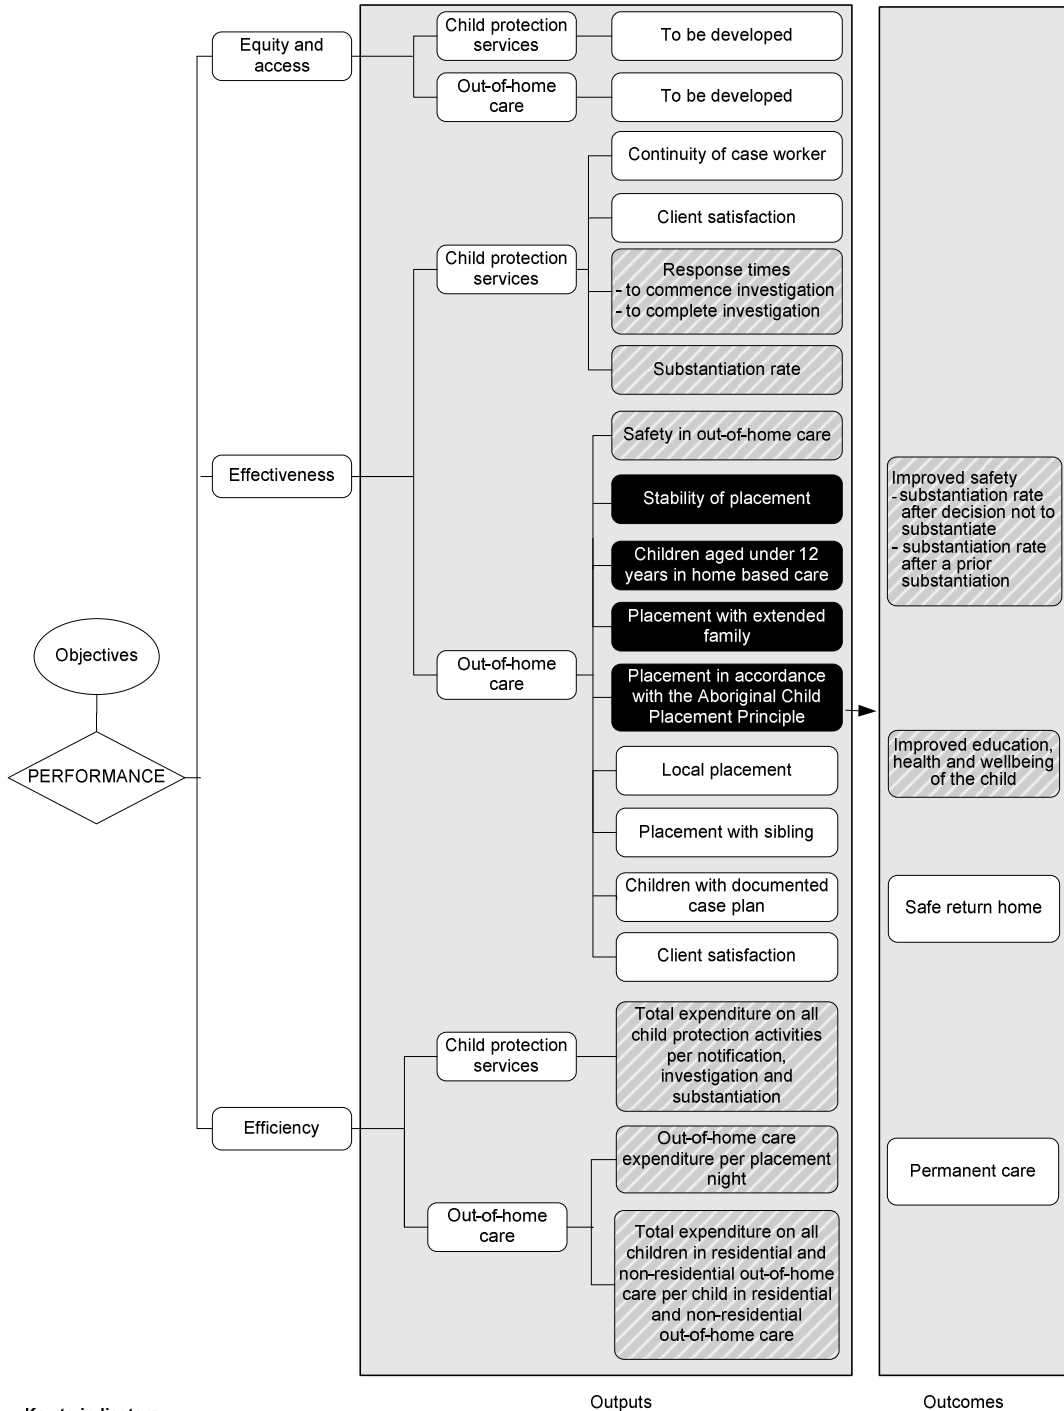 Equity and
access
Child protection
services
To be developed
Out-of-home
care
To be developed
Effectiveness
Child protection
services
Continuity of case worker
Client satisfaction
Response times
- to commence investigation
- to complete investigation
Substantiation rate
Out-of-home
care
Safety in out-of-home care
Stability of placement
Children aged under 12
years in home based care
Placement with extended
family
Placement in accordance
with the Aboriginal Child
Placement Principle
Local placement
Placement with sibling
Children with documented
case plan
Client satisfaction
Objectives
PERFORMANCE
Efficiency
Child protection
services
Total expenditure on all
child protection activities
per notification,
investigation and
substantiation
Out-of-home
care
Out-of-home care
expenditure per placement
night
Total expenditure on all
children in residential and
non-residential out-of-home
care per child in residential
and non-residential
out-of-home care
Improved safety
- substantiation rate
after decision not to
substantiate
- substantiation rate
after a prior
substantiation
Improved education,
health and wellbeing
of the child
Safe return home
Permanent care
Outputs
Outcomes